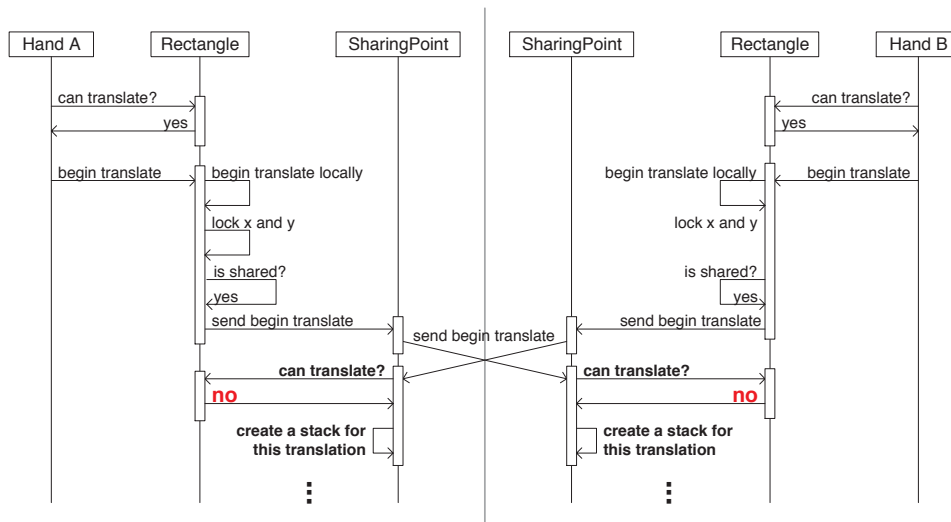 Hand A
Rectangle
SharingPoint
SharingPoint
Rectangle
Hand B
can translate?
can translate?
yes
yes
begin translate
begin translate locally
begin translate locally
begin translate
lock x and y
lock x and y
is shared?
is shared?
yes
yes
send begin translate
send begin translate
send begin translate
can translate?
can translate?
no
no
create a stack for
this translation
create a stack for
this translation